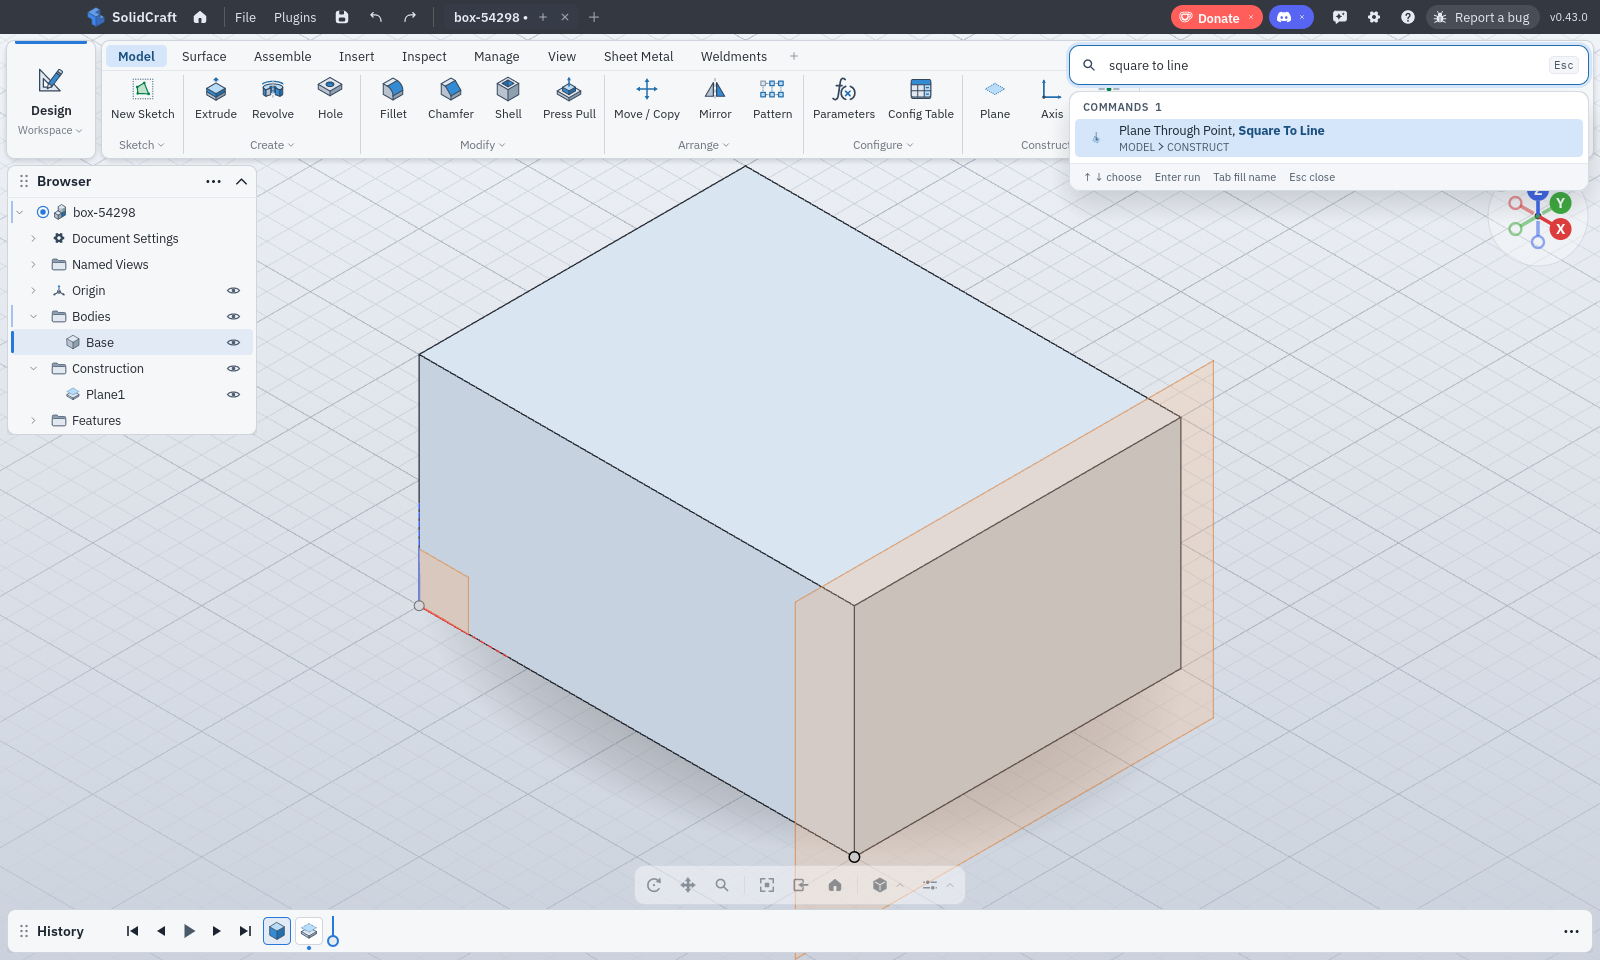 SolidCraft
File
Plugins
box-54298 •
Donate
Report a bug
v0.43.0
Design
Workspace
Model
Surface
Assemble
Insert
Inspect
Manage
View
Sheet Metal
Weldments
square to line
Esc
New Sketch
Extrude
Revolve
Hole
Fillet
Chamfer
Shell
Press Pull
Move / Copy
Mirror
Pattern
Parameters
Config Table
Plane
Axis
Sketch
Create
Modify
Arrange
Configure
Construct
COMMANDS 1
Plane Through Point, Square To Line
MODEL > CONSTRUCT
↑ ↓ choose
Enter run
Tab fill name
Esc close
Browser
box-54298
Document Settings
Named Views
Origin
Bodies
Base
Construction
Plane1
Features
Y
X
History